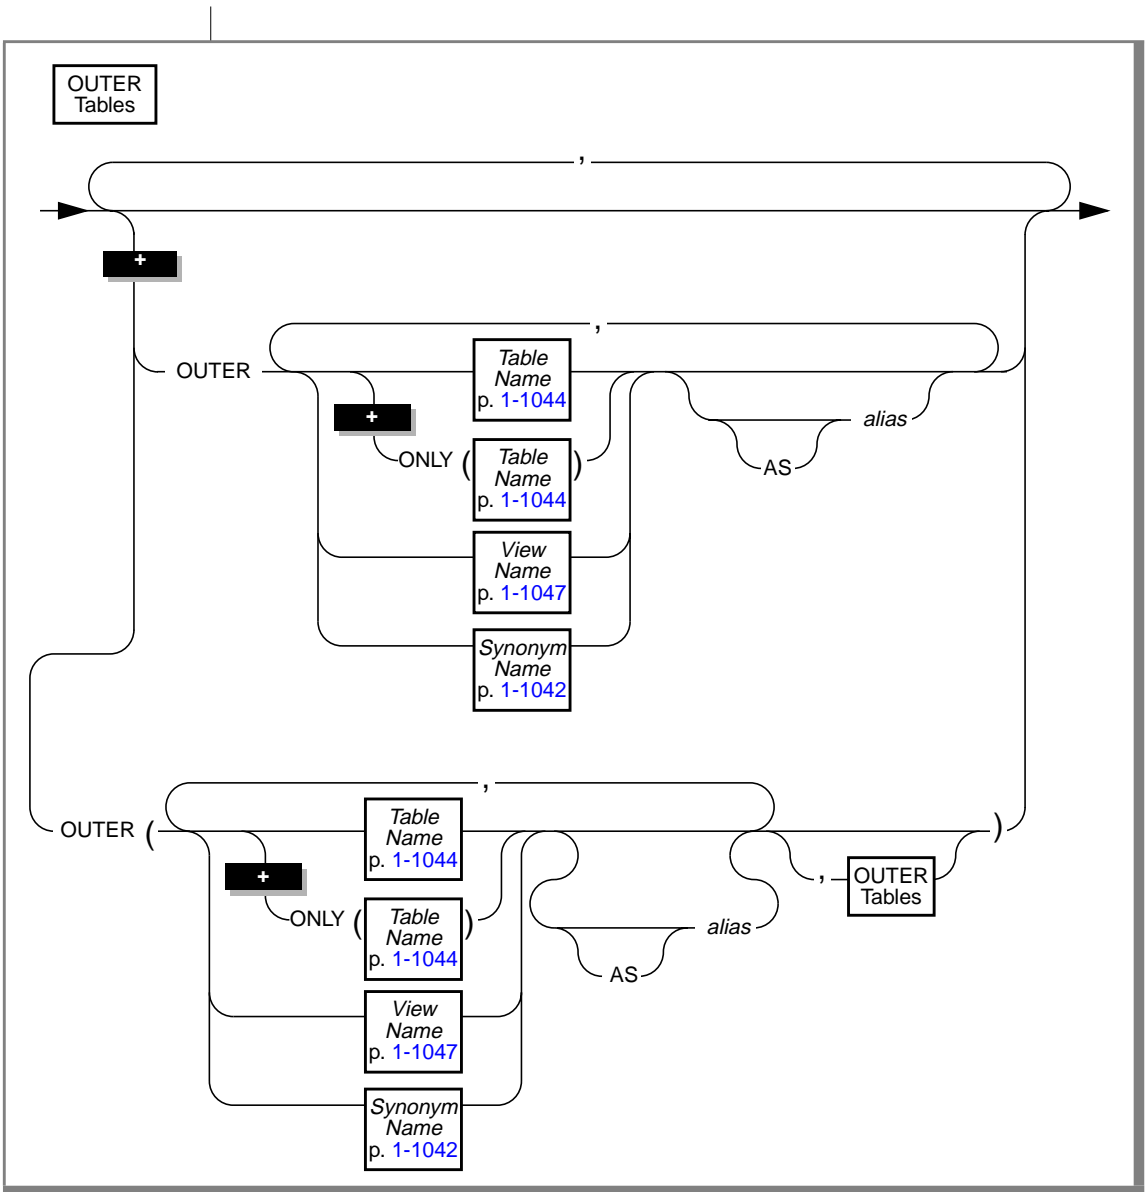 OUTER
Tables
,
+
,
OUTER
Table
Name
p. 1-1044
+
alias
ONLY ( Table )
Name
p. 1-1044
AS
View
Name
p. 1-1047
Synonym
Name
p. 1-1042
,
OUTER (
Table
Name
p. 1-1044
)
+
, OUTER
Tables
ONLY ( Table )
Name
p. 1-1044
alias
AS
View
Name
p. 1-1047
Synonym
Name
p. 1-1042